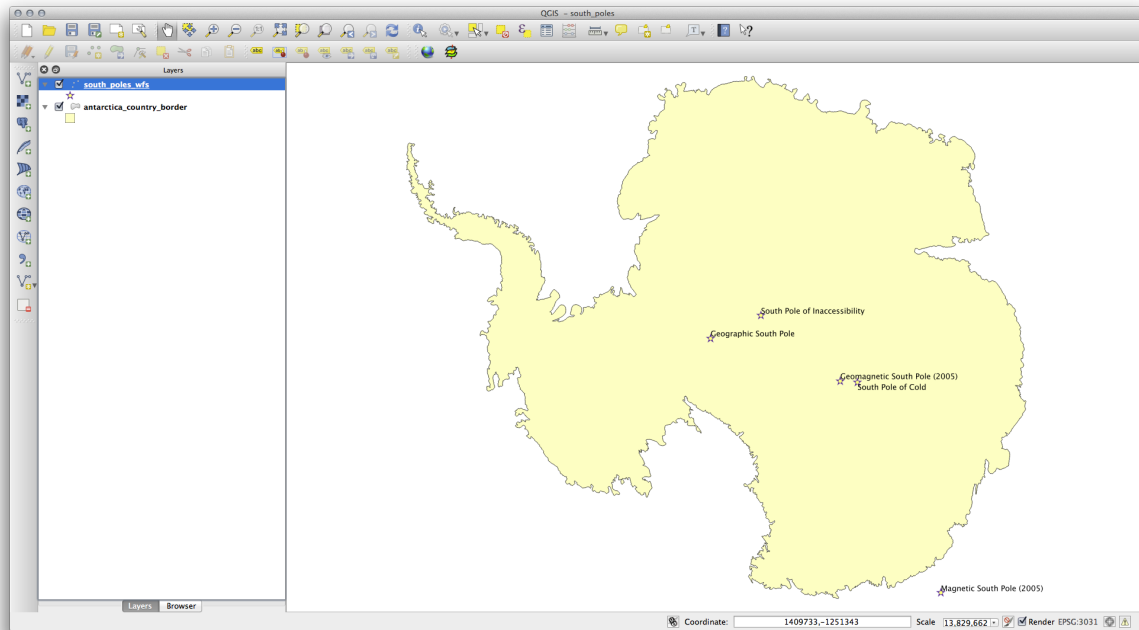 QGIS - south_poles
Layers
south_poles_wfs
antarctica_country_border
South Pole of Inaccessibility
Geographic South Pole
Geomagnetic South Pole (2005)
South Pole of Cold
Magnetic South Pole (2005)
Layers Browser
Coordinate: 1409733,-1251343 Scale 13,829,662 Render EPSG:3031